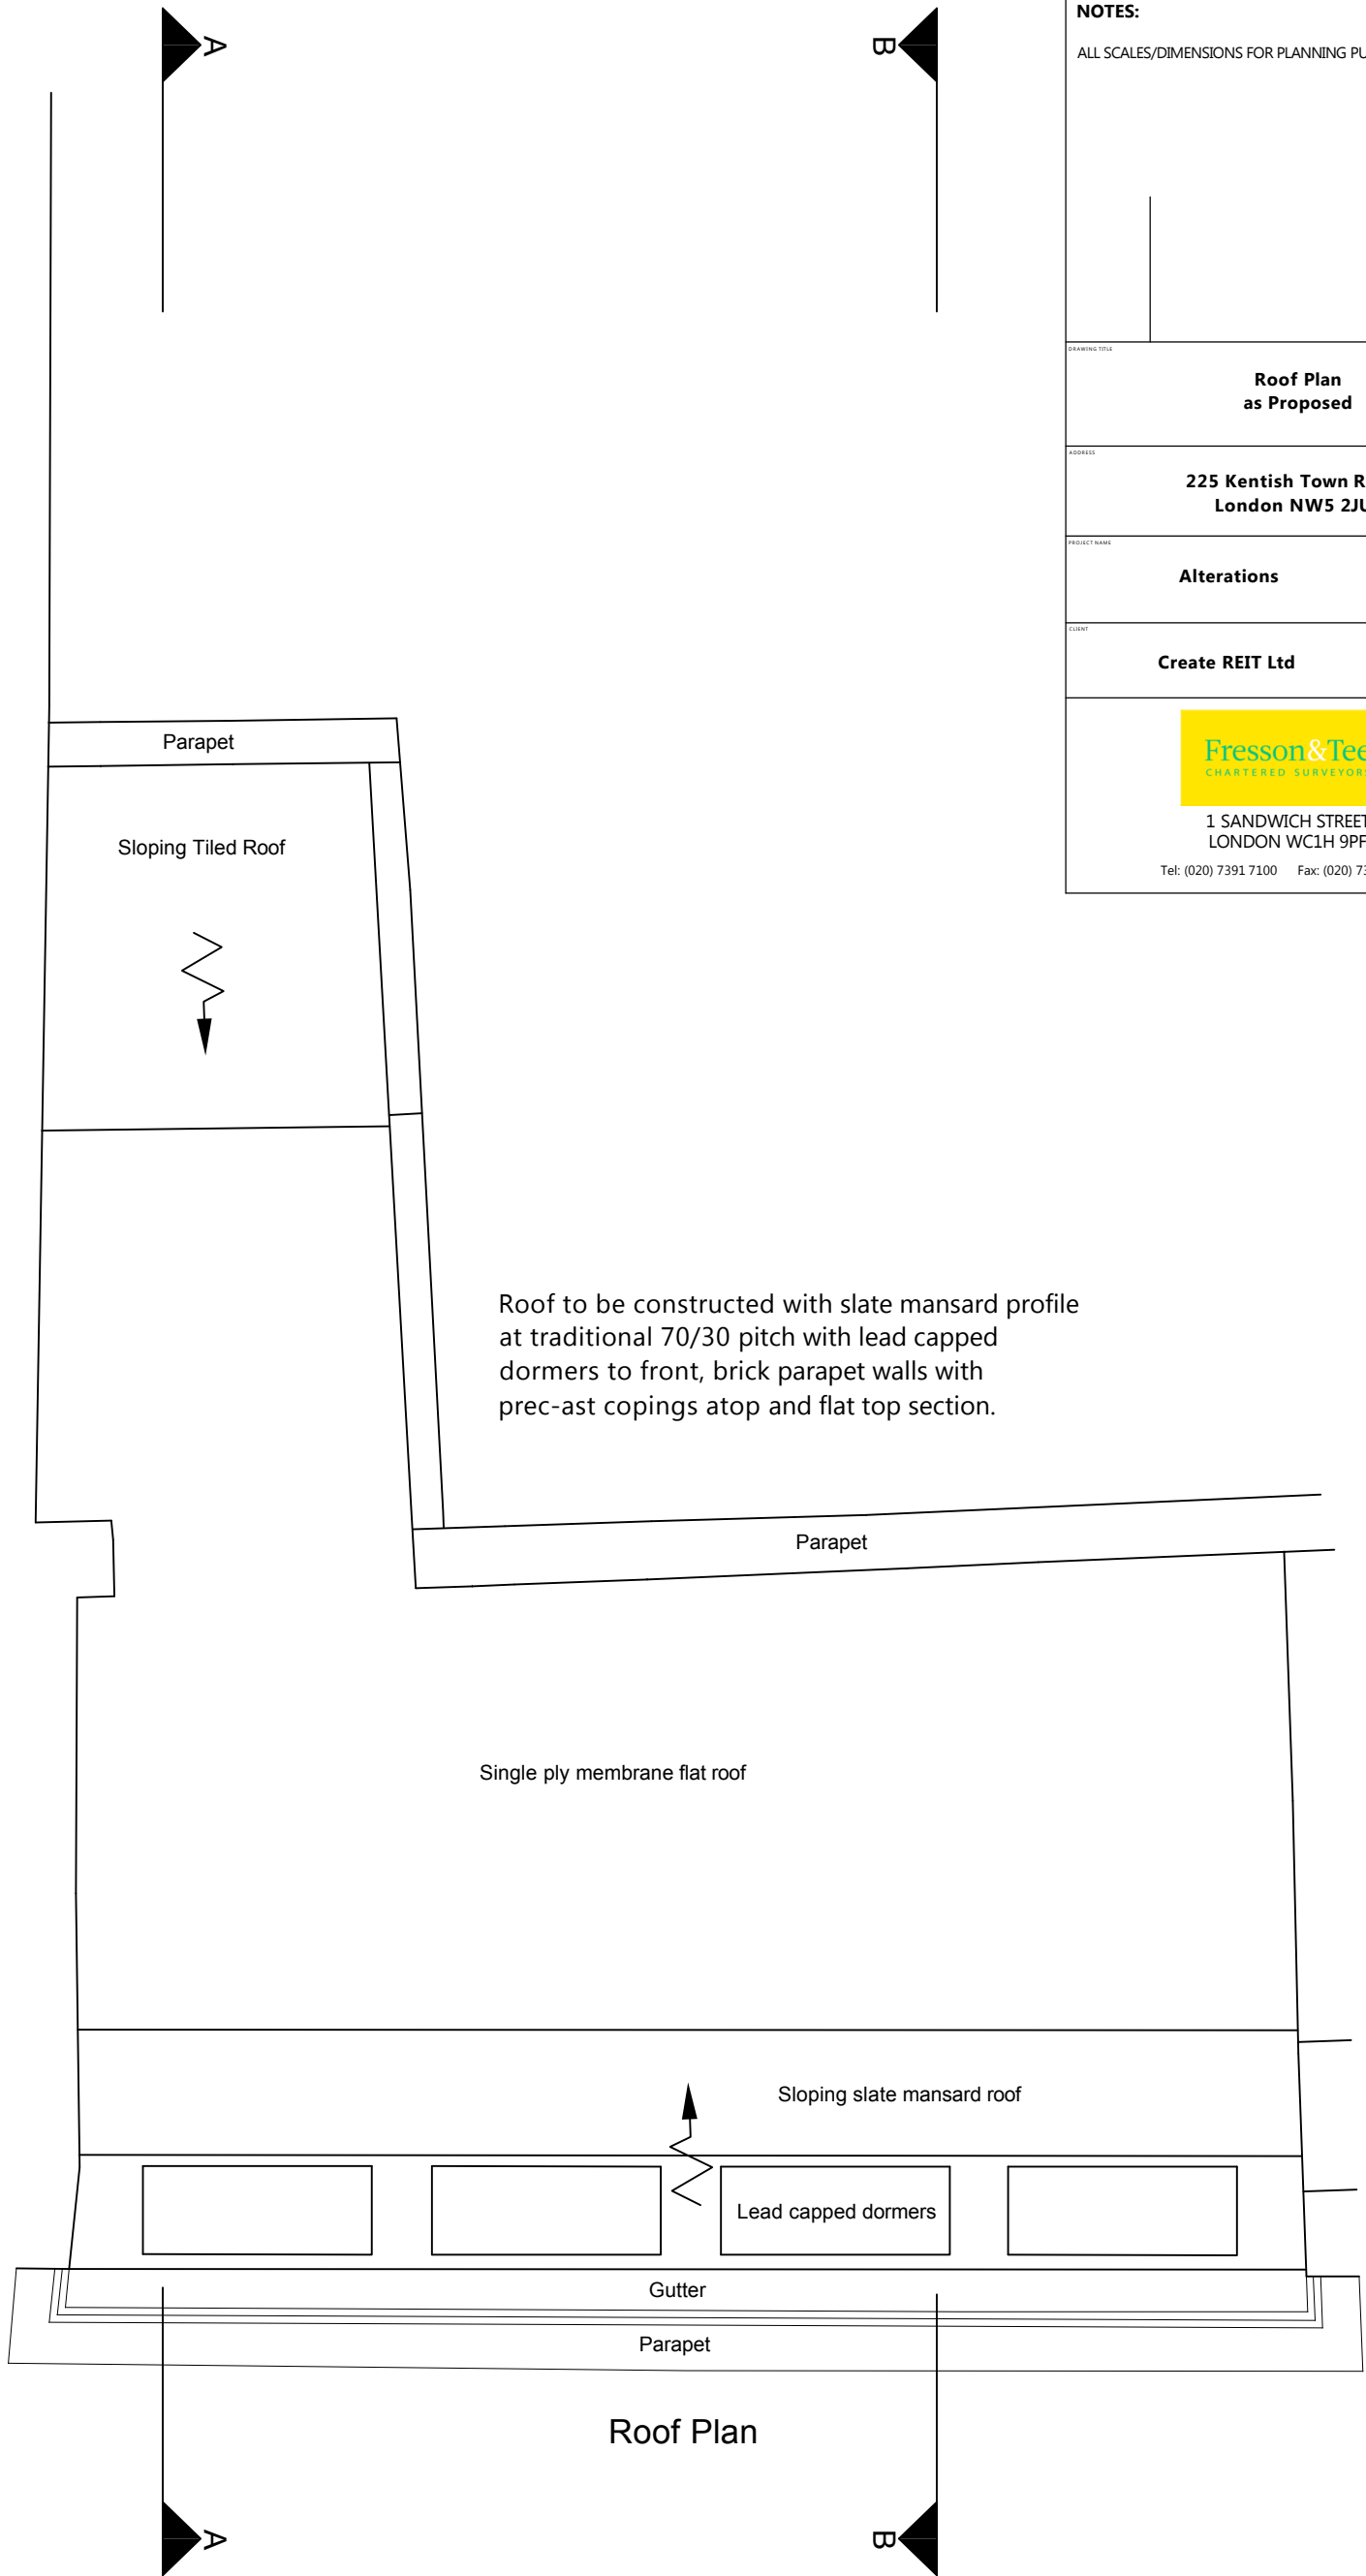 A
B
NOTES:
ALL SCALES/DIMENSIONS FOR PLANNING
DRAWING TITLE
Roof Plan
as Proposed
ADDRESS
225 Kentish Town
London NW5
PROJECT NAME
Alterations
CLIENT
Create REIT Ltd
Fresson&Tee
CHARTERED SURVEYORS
1 SANDWICH STREET
LONDON WC1H 9PF
Tel: (020) 7391 7100 Fax: (020)
Parapet
Sloping Tiled Roof
Roof to be constructed with slate mansard profile
at traditional 70/30 pitch with lead capped
dormers to front, brick parapet walls with
prec-ast copings atop and flat top section.
Parapet
Single ply membrane flat roof
Sloping slate mansard roof
Lead capped dormers
Gutter
Parapet
Roof Plan
A
B